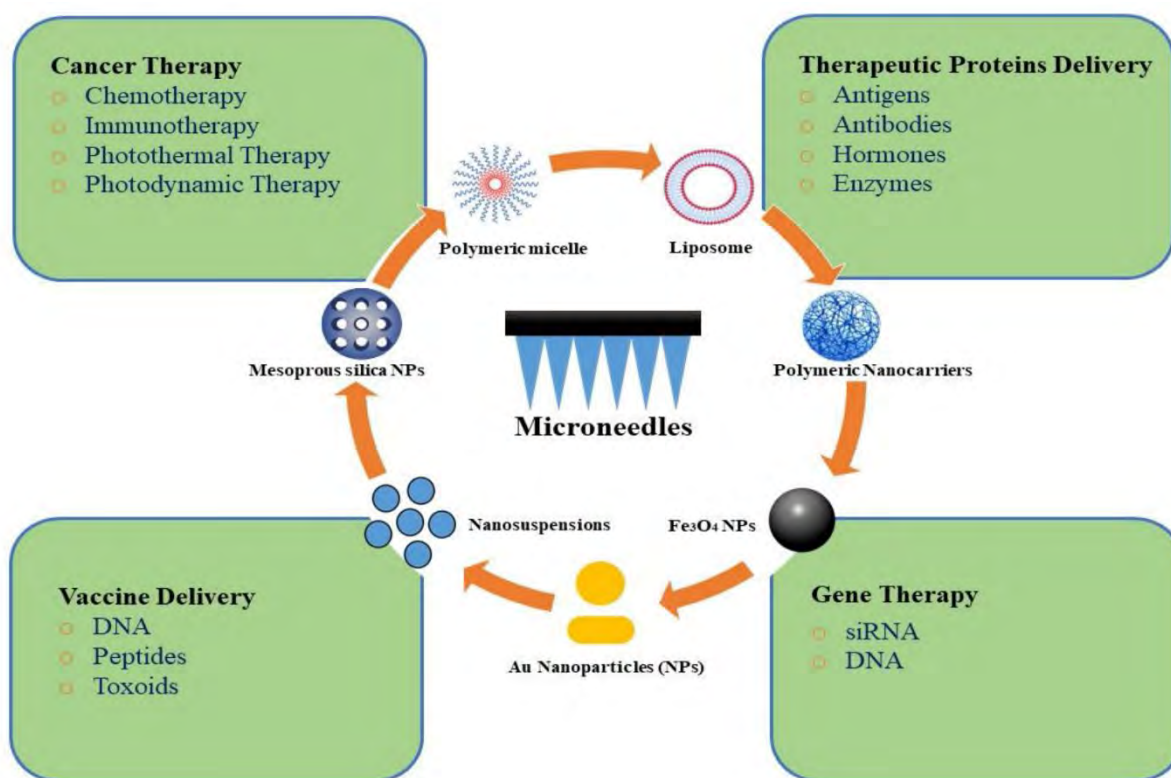 Cancer Therapy
Chemotherapy
Immunotherapy
Photothermal Therapy
Photodynamic Therapy
Therapeutic Proteins Delivery
Antigens
Antibodies
Hormones
Enzymes
Polymeric micelle
Liposome
Mesoprous silica NPs
Polymeric Nanocarriers
Microneedles
Nanosuspensions
Fe₃O₄ NPs
Au Nanoparticles (NPs)
Vaccine Delivery
DNA
Peptides
Toxoids
Gene Therapy
siRNA
DNA